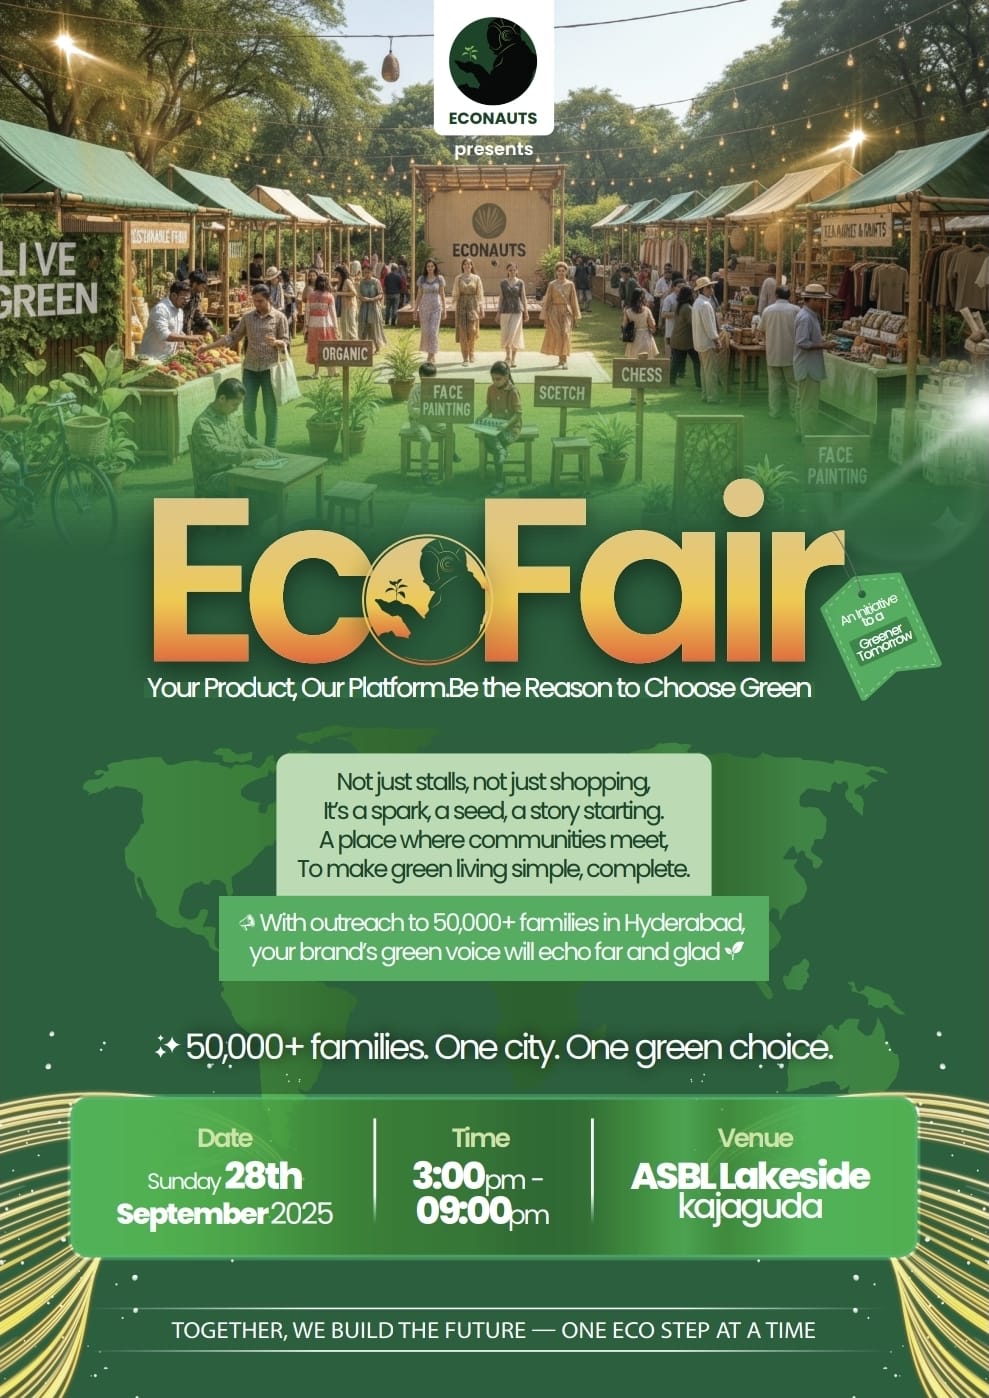 ECONAUTS
presents
ECONAUTS
LIVE
GREEN
ORGANIC
FACE
PAINTING
SCETCH
CHESS
FACE
PAINTING
EcoFair
An Initiative
to a
Greener
Tomorrow
Your Product, Our Platform.Be the Reason to Choose Green
Not just stalls, not just shopping,
It's a spark, a seed, a story starting.
A place where communities meet,
To make green living simple, complete.
With outreach to 50,000+ families in Hyderabad,
your brand's green voice will echo far and glad
50,000+ families. One city. One green choice.
Date
Sunday 28th
September 2025
Time
3:00pm -
09:00pm
Venue
ASBL Lakeside
kajaguda
TOGETHER, WE BUILD THE FUTURE — ONE ECO STEP AT A TIME